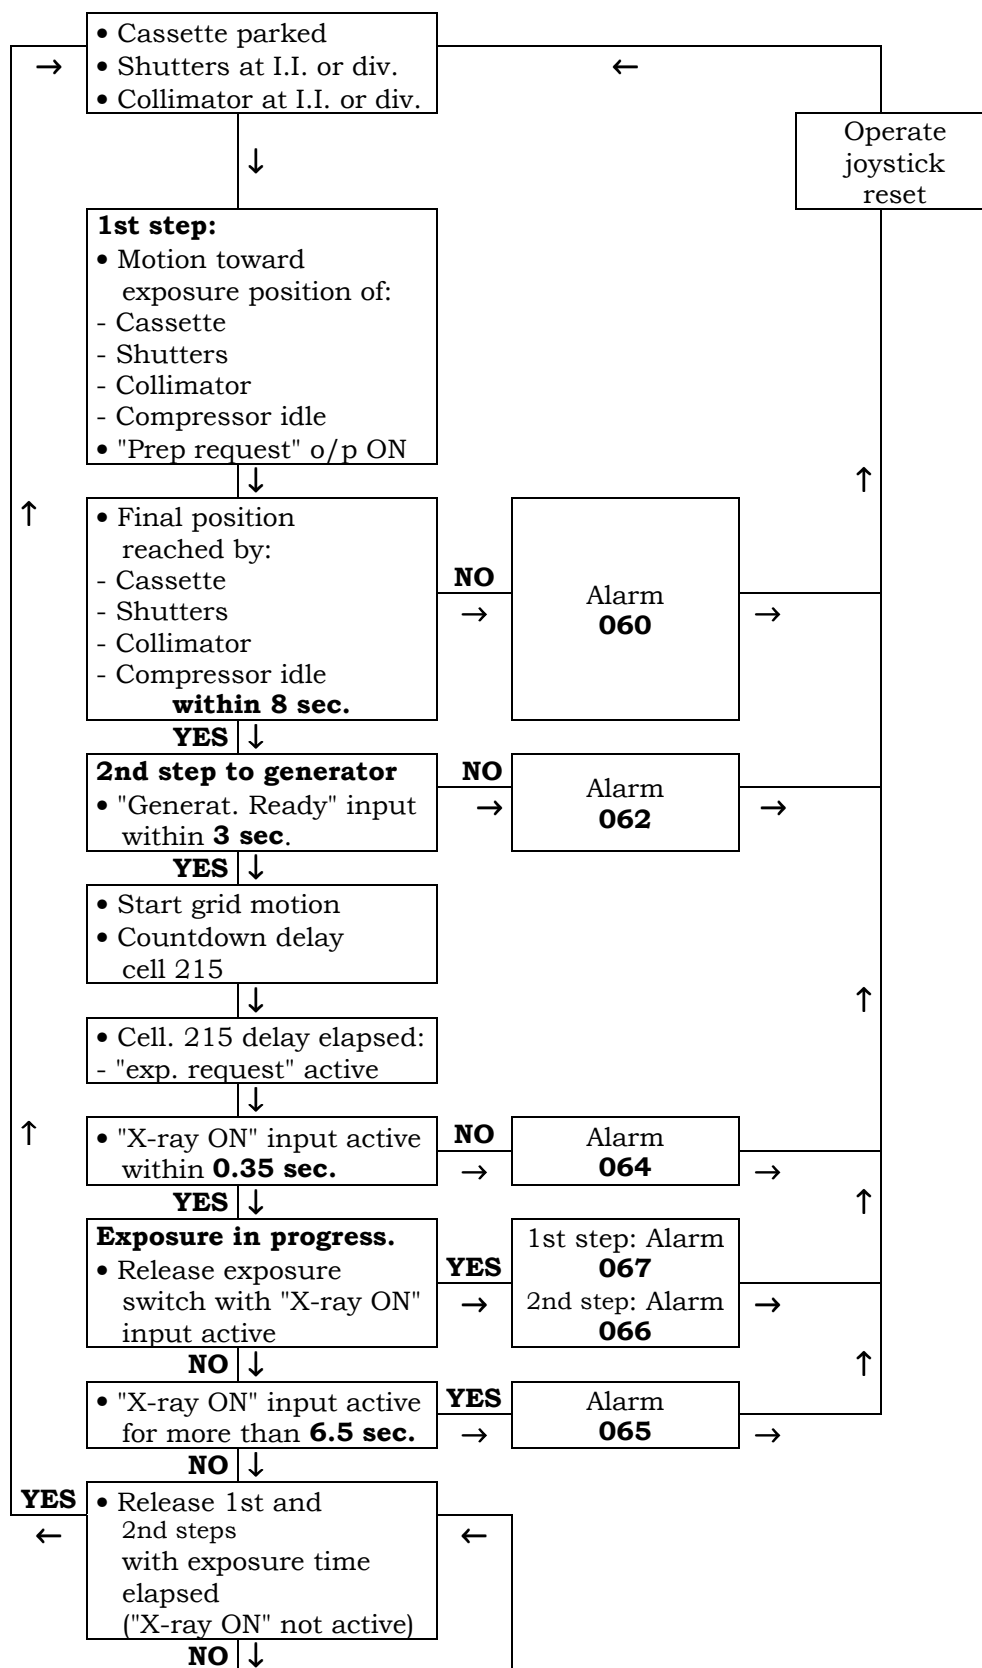 • Cassette parked
• Shutters at I.I. or div.
• Collimator at I.I. or div.
→
←
Operate
joystick
reset
↓
1st step:
• Motion toward
exposure position of:
- Cassette
- Shutters
- Collimator
- Compressor idle
• "Prep request" o/p ON
↓
↑
↑
• Final position
reached by:
- Cassette
- Shutters
- Collimator
- Compressor idle
within 8 sec.
NO
→
Alarm
060
→
YES ↓
2nd step to generator
• "Generat. Ready" input
within 3 sec.
NO
→
Alarm
062
→
YES ↓
• Start grid motion
• Countdown delay
cell 215
↑
↓
• Cell. 215 delay elapsed:
- "exp. request" active
↓
↑
• "X-ray ON" input active
within 0.35 sec.
NO
→
Alarm
064
→
YES ↓
↑
Exposure in progress.
• Release exposure
switch with "X-ray ON"
input active
YES
→
1st step: Alarm
067
2nd step: Alarm
066
→
NO ↓
↑
• "X-ray ON" input active
for more than 6.5 sec.
YES
→
Alarm
065
→
NO ↓
YES
←
• Release 1st and
2nd steps
with exposure time
elapsed
("X-ray ON" not active)
←
NO ↓